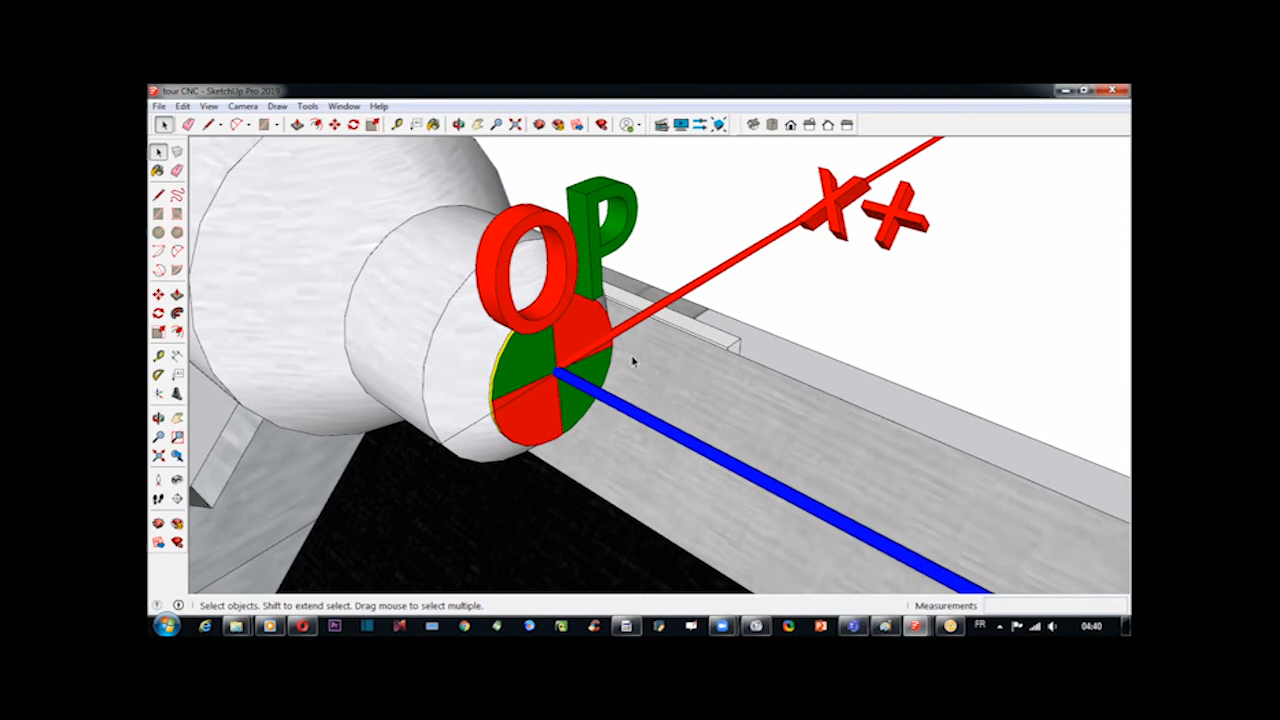 tour CNC - SketchUp Pro 2019
File Edit View Camera Draw Tools Window Help
OP
X+
Select objects. Shift to extend select. Drag mouse to select multiple.
Measurements
FR
04:40